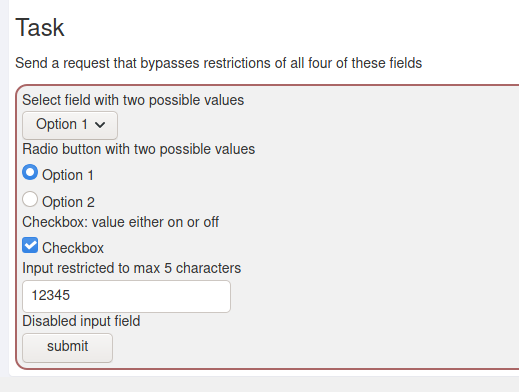 Task
Send a request that bypasses restrictions of all four of these fields
Select field with two possible values
Option 1
Radio button with two possible values
Option 1
Option 2
Checkbox: value either on or off
Checkbox
Input restricted to max 5 characters
12345
Disabled input field
submit